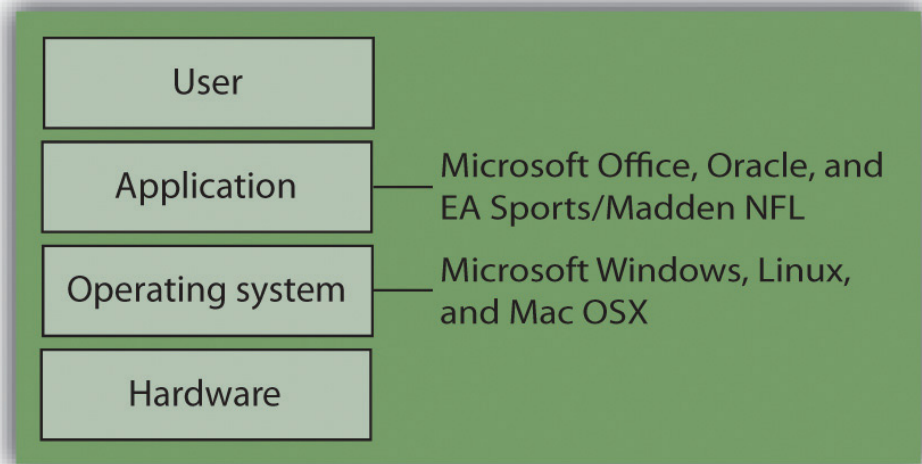 User
Application
Microsoft Office, Oracle, and
EA Sports/Madden NFL
Operating system
Microsoft Windows, Linux,
and Mac OSX
Hardware